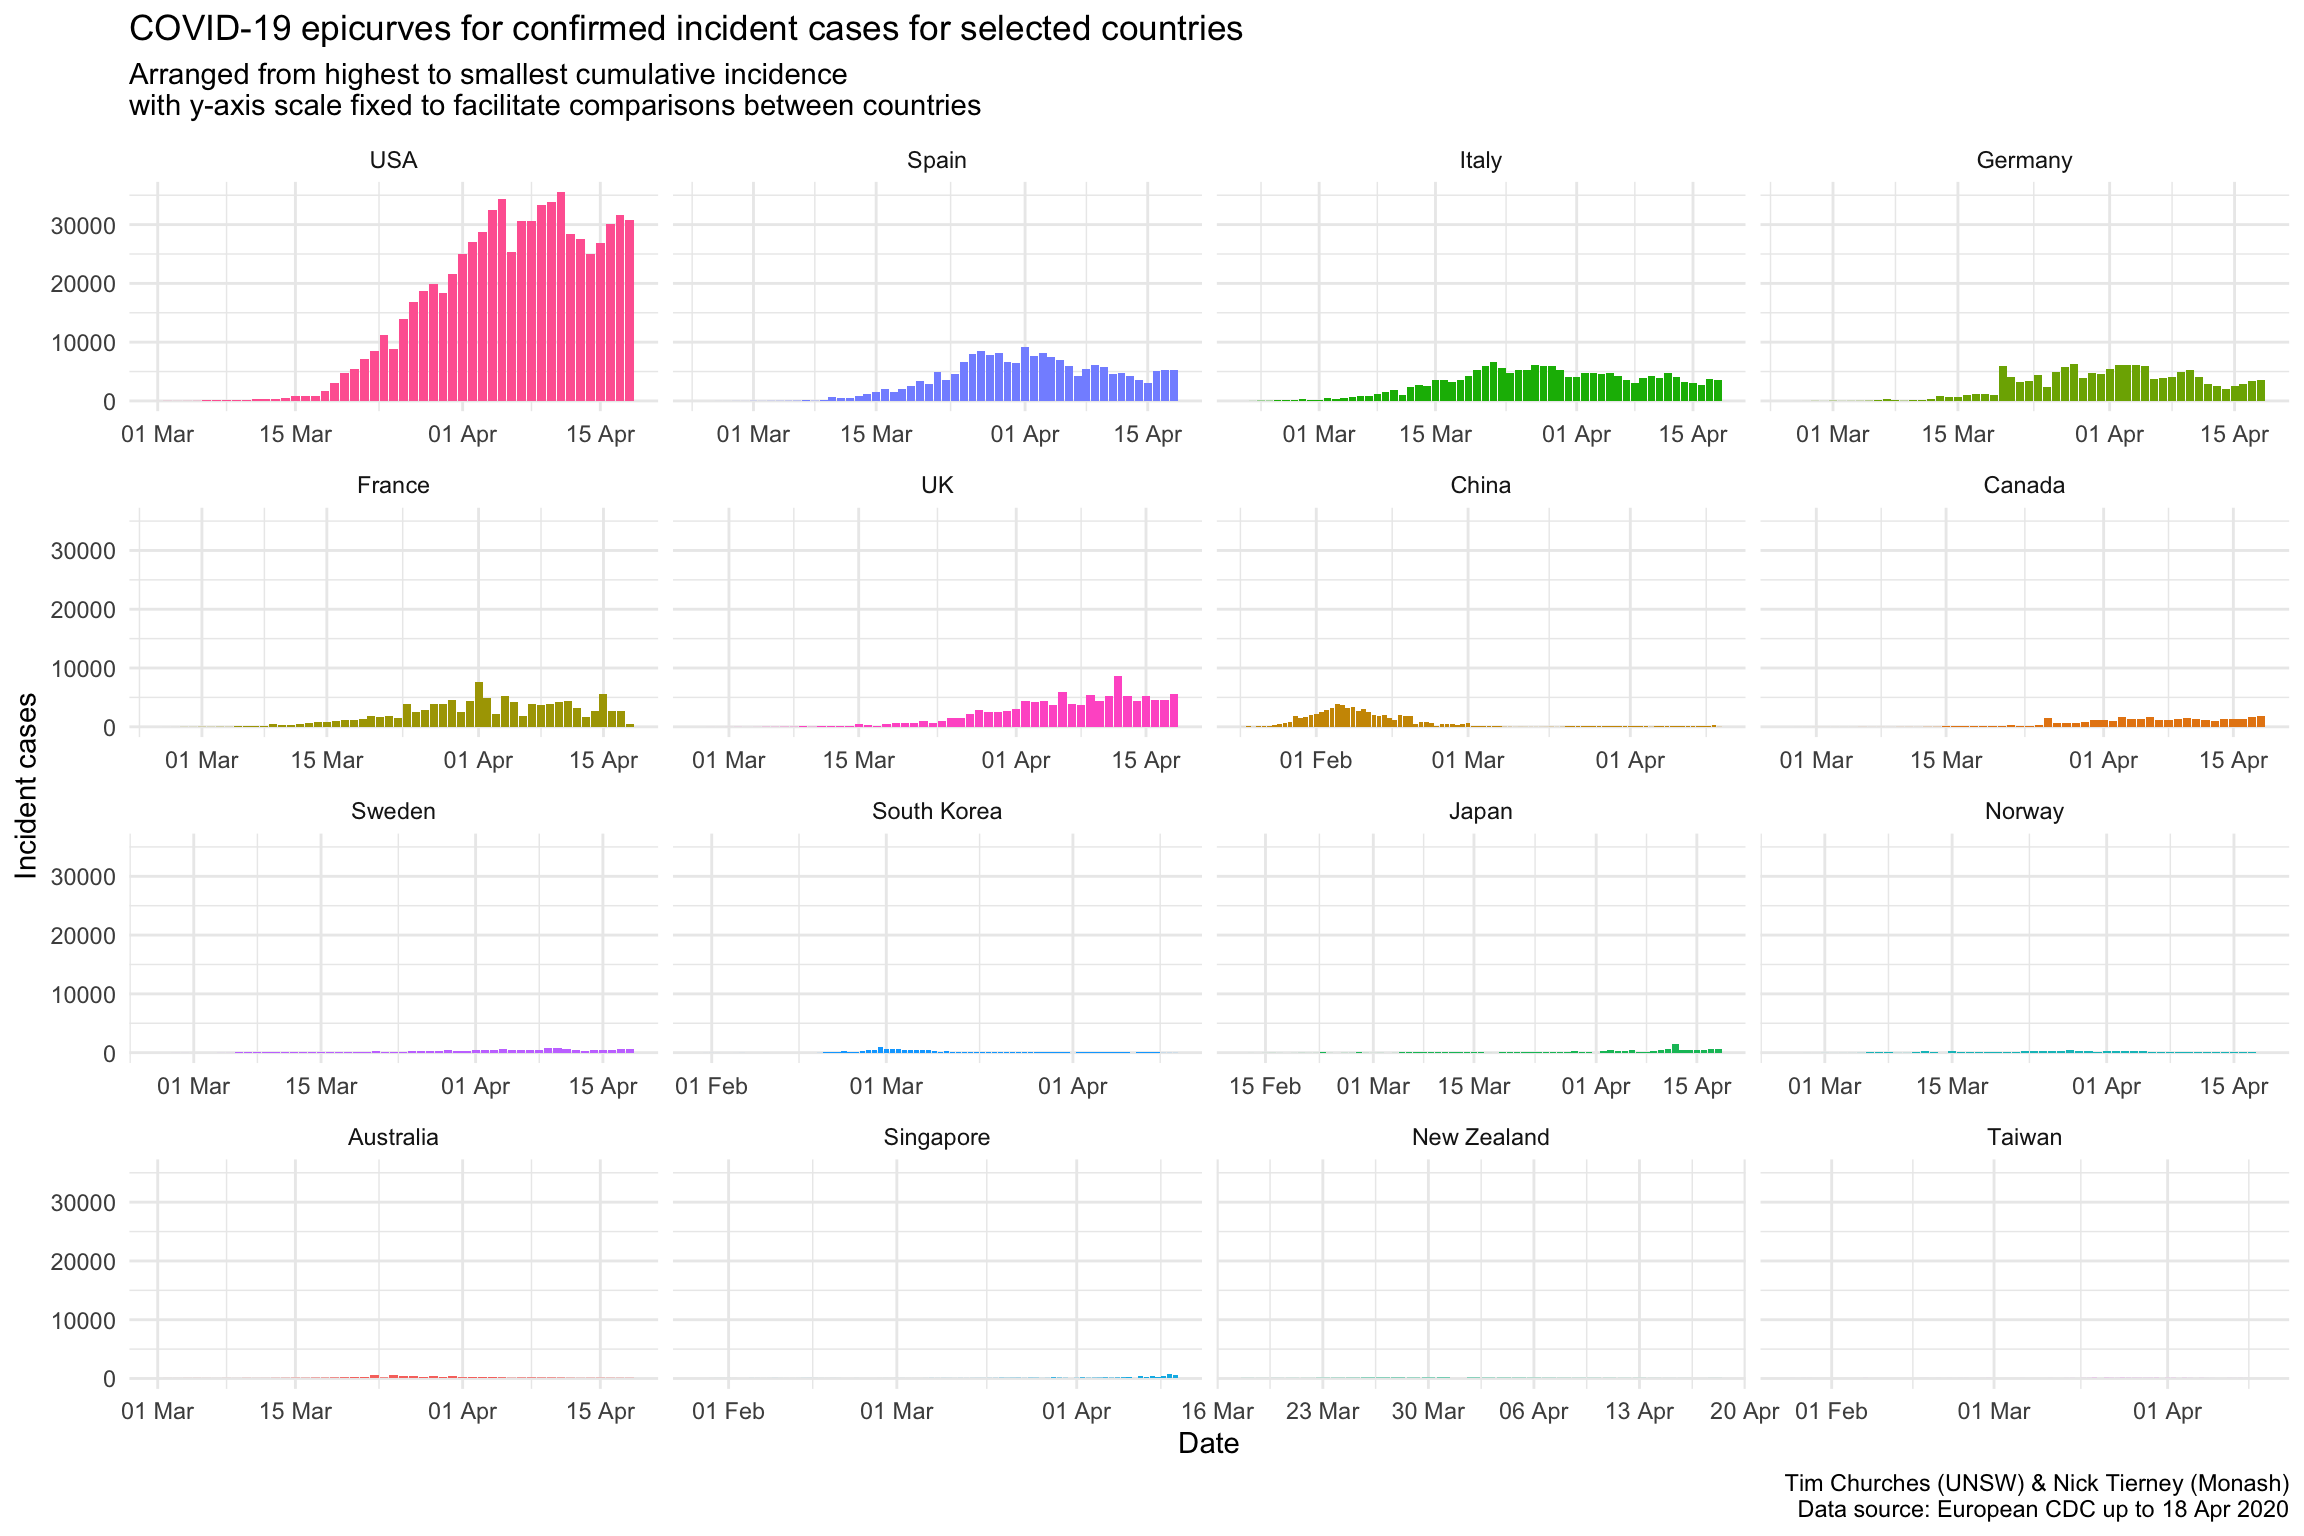 COVID-19 epicurves for confirmed incident cases for selected countries
Arranged from highest to smallest cumulative incidence
with y-axis scale fixed to facilitate comparisons between countries
USA Spain Italy Germany
30000
20000
10000
0
01 Mar 15 Mar 01 Apr 15 Apr 01 Mar 15 Mar 01 Apr 15 Apr 01 Mar 15 Mar 01 Apr 15 Apr 01 Mar 15 Mar 01 Apr 15 Apr
France UK China Canada
30000
20000
10000
0
01 Mar 15 Mar 01 Apr 15 Apr 01 Mar 15 Mar 01 Apr 15 Apr 01 Feb 01 Mar 01 Apr 01 Mar 15 Mar 01 Apr 15 Apr
Incident cases
Sweden South Korea Japan Norway
30000
20000
10000
0
01 Mar 15 Mar 01 Apr 15 Apr 01 Feb 01 Mar 01 Apr 15 Feb 01 Mar 15 Mar 01 Apr 15 Apr 01 Mar 15 Mar 01 Apr 15 Apr
Australia Singapore New Zealand Taiwan
30000
20000
10000
0
01 Mar 15 Mar 01 Apr 15 Apr 01 Feb 01 Mar 01 Apr 16 Mar 23 Mar 30 Mar 06 Apr 13 Apr 20 Apr 01 Feb 01 Mar 01 Apr
Date
Tim Churches (UNSW) & Nick Tierney (Monash)
Data source: European CDC up to 18 Apr 2020